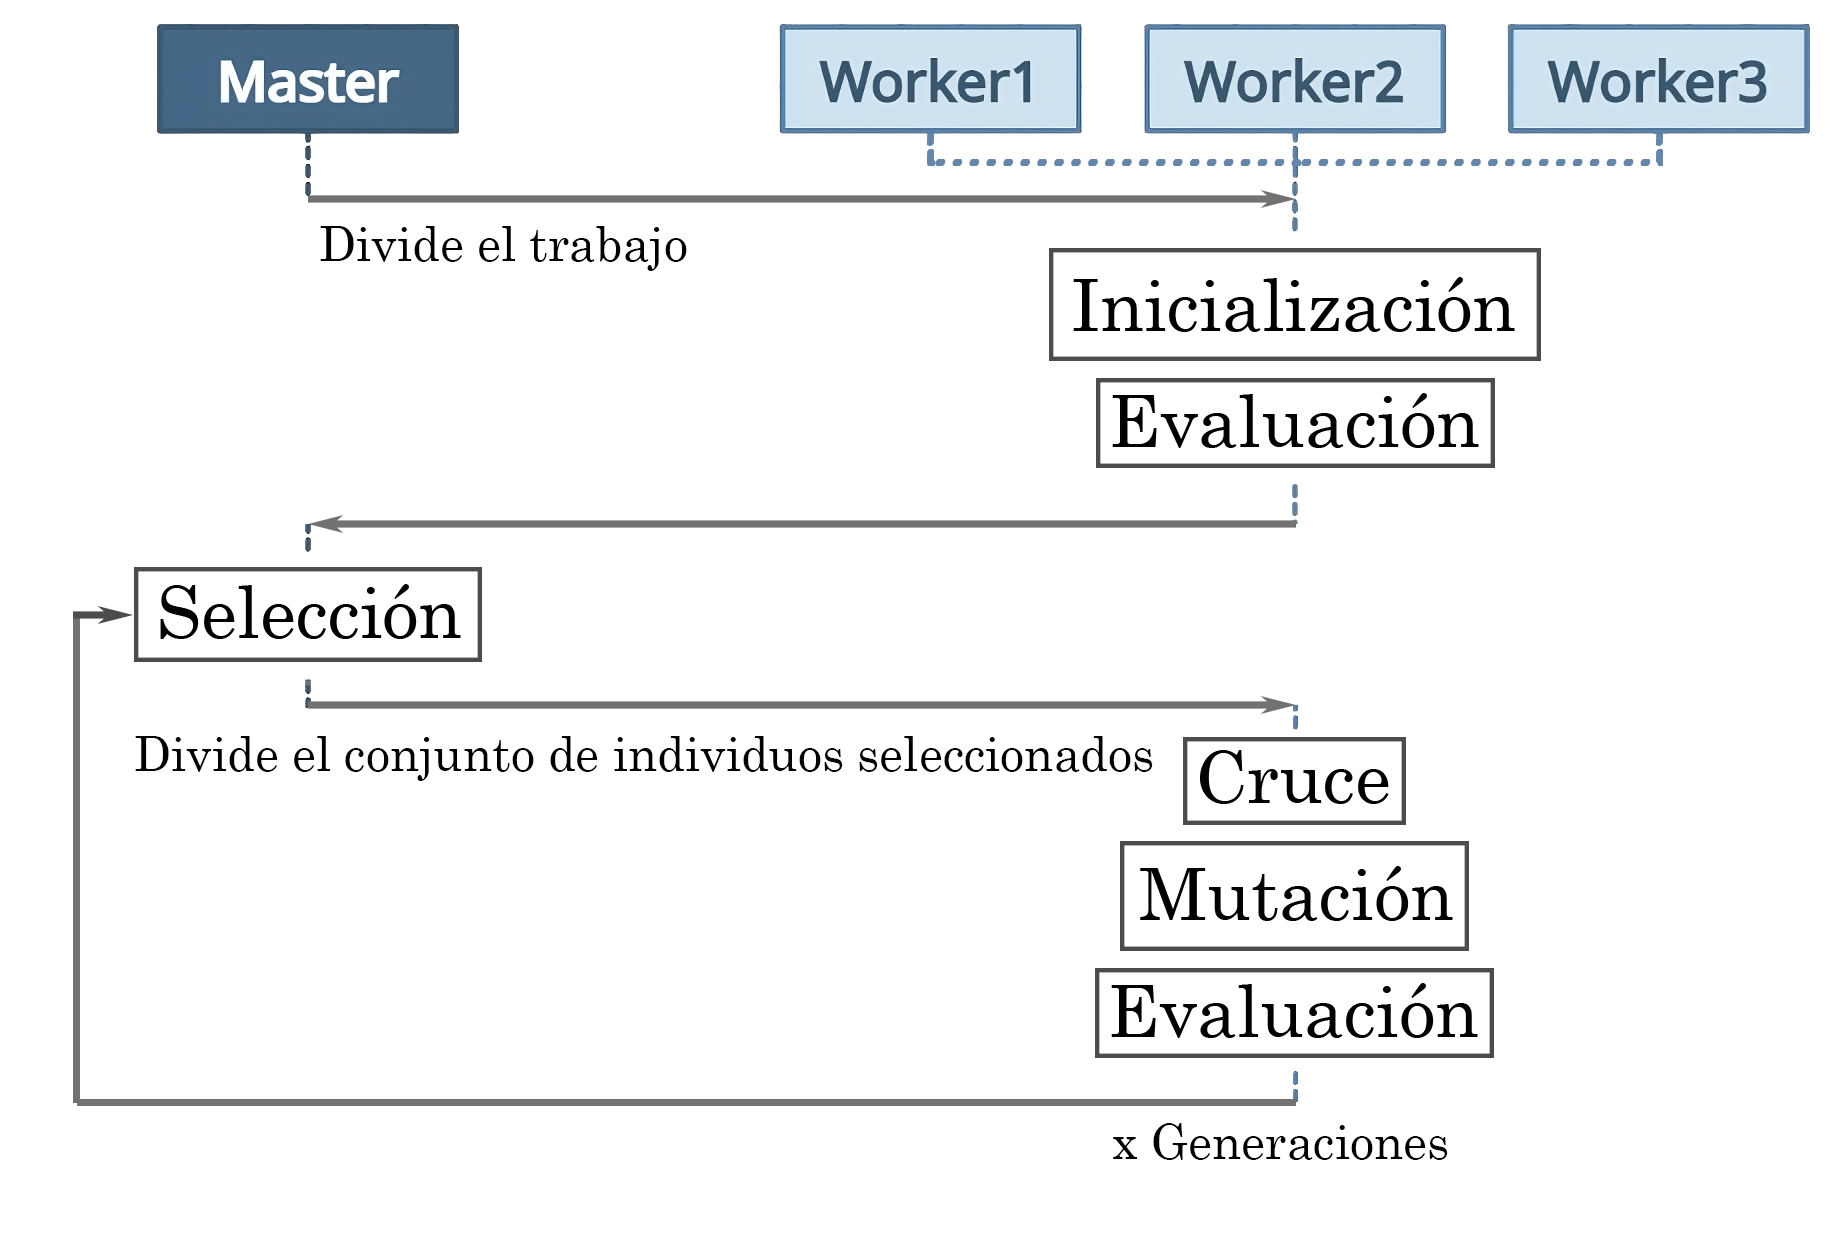 Master
Worker1
Worker2
Worker3
Divide el trabajo
Inicialización
Evaluación
Selección
Divide el conjunto de individuos seleccionados
Cruce
Mutación
Evaluación
x Generaciones